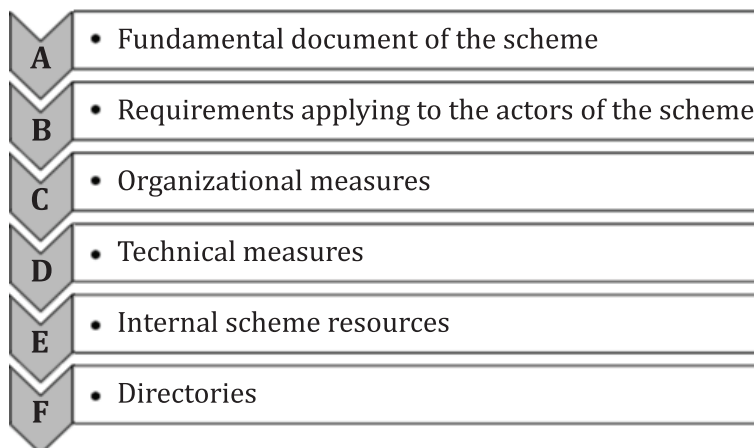 A • Fundamental document of the scheme
B • Requirements applying to the actors of the scheme
C • Organizational measures
D • Technical measures
E • Internal scheme resources
F • Directories